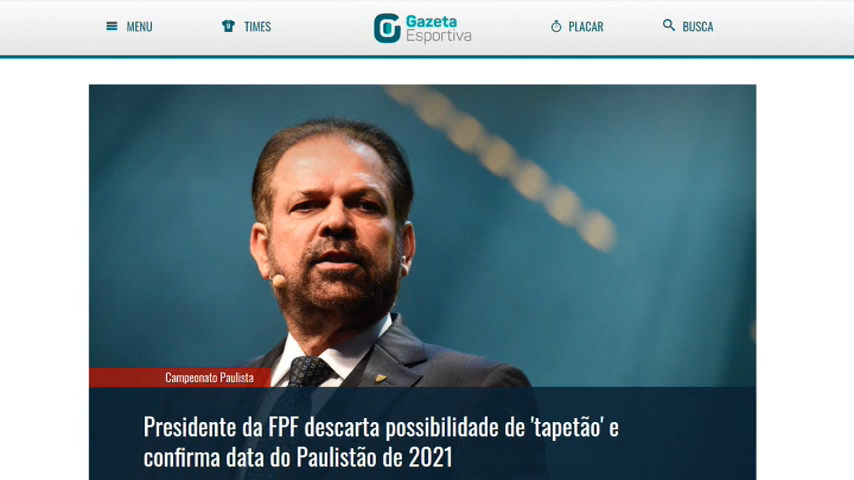 MENU
TIMES
Gazeta
Esportiva
PLACAR
BUSCA
Campeonato Paulista
Presidente da FPF descarta possibilidade de 'tapetão' e
confirma data do Paulistão de 2021